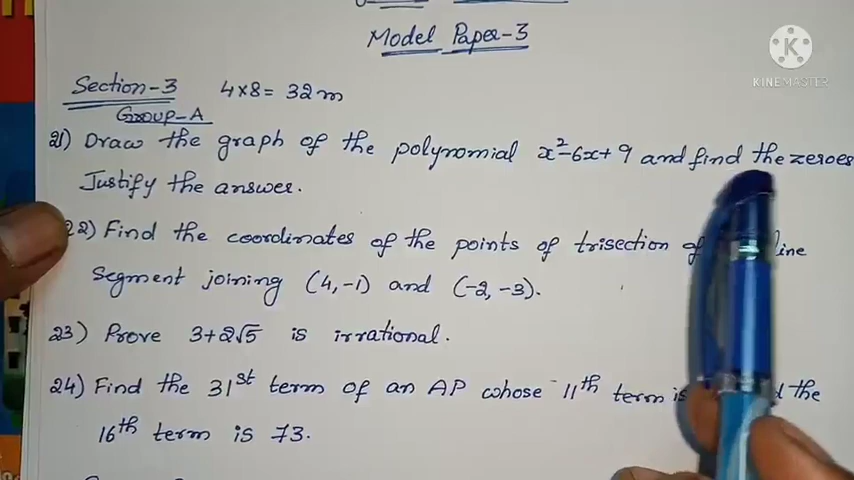 Model Paper-3
Section-3 4×8= 32m
Group-A
21) Draw the graph of the polynomial x²-6x+9 and find the zeroes
Justify the answer.
22) Find the coordinates of the points of trisection of line
segment joining (4,-1) and (-2,-3).
23) Prove 3+2√5 is irrational.
24) Find the 31st term of an AP whose 11th term is the
16th term is 73.
KINEMASTER